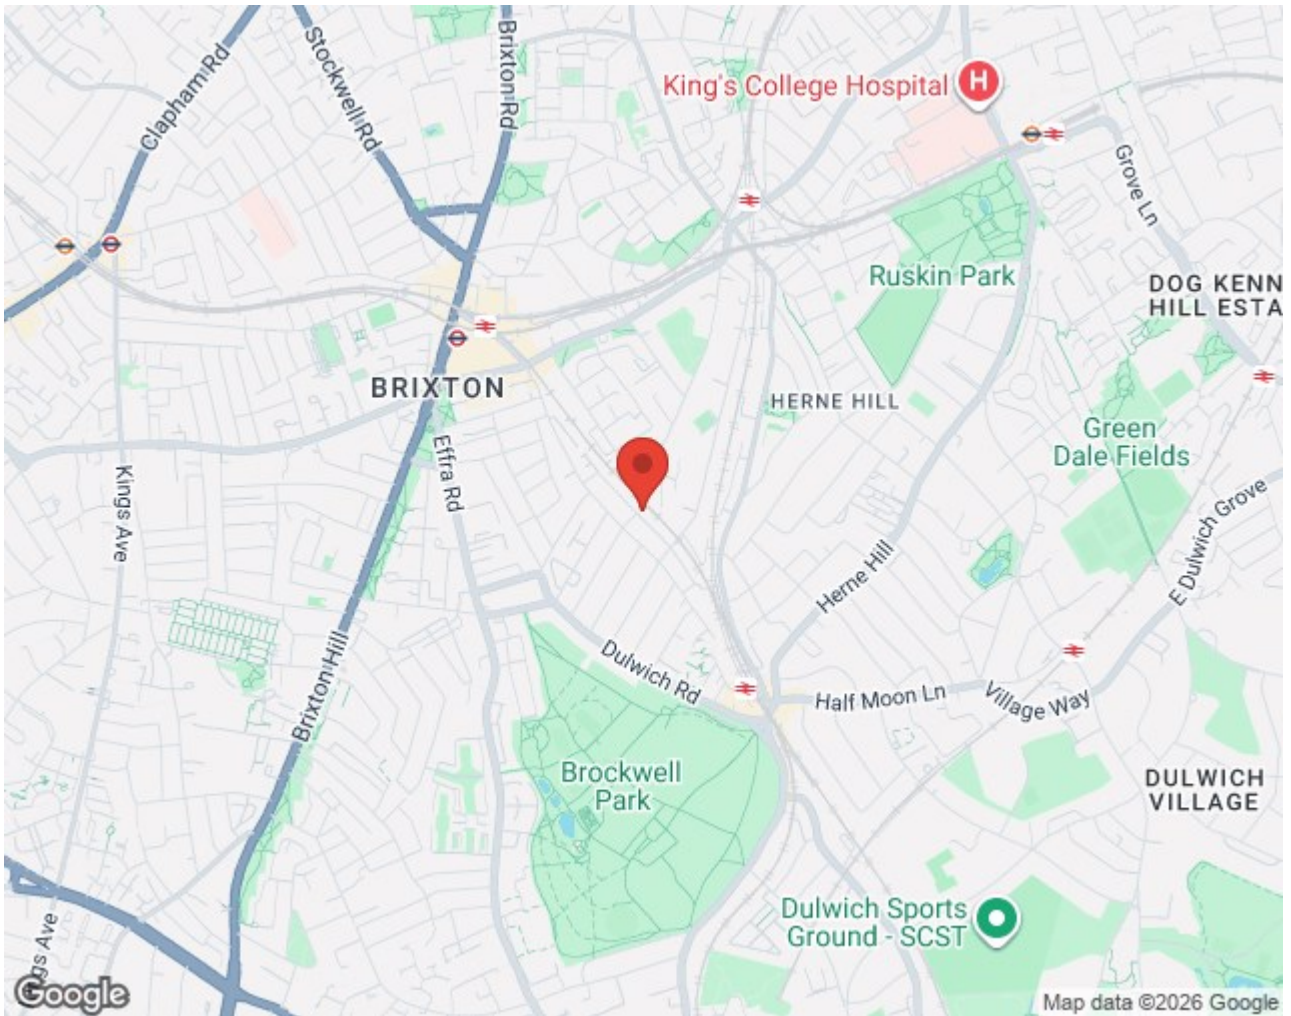 Clapham Rd
Stockwell Rd
Brixton Rd
King's College Hospital
H
Grove Ln
Ruskin Park
DOG KENN
HILL ESTA
BRIXTON
HERNE HILL
Green
Dale Fields
Effra Rd
Kings Ave
E Dulwich Grove
Herne Hill
Brixton Hill
Dulwich Rd
Half Moon Ln
Village Way
Brockwell
Park
DULWICH
VILLAGE
Dulwich Sports
Ground - SCST
ngs Ave
Google
Map data ©2026 Google